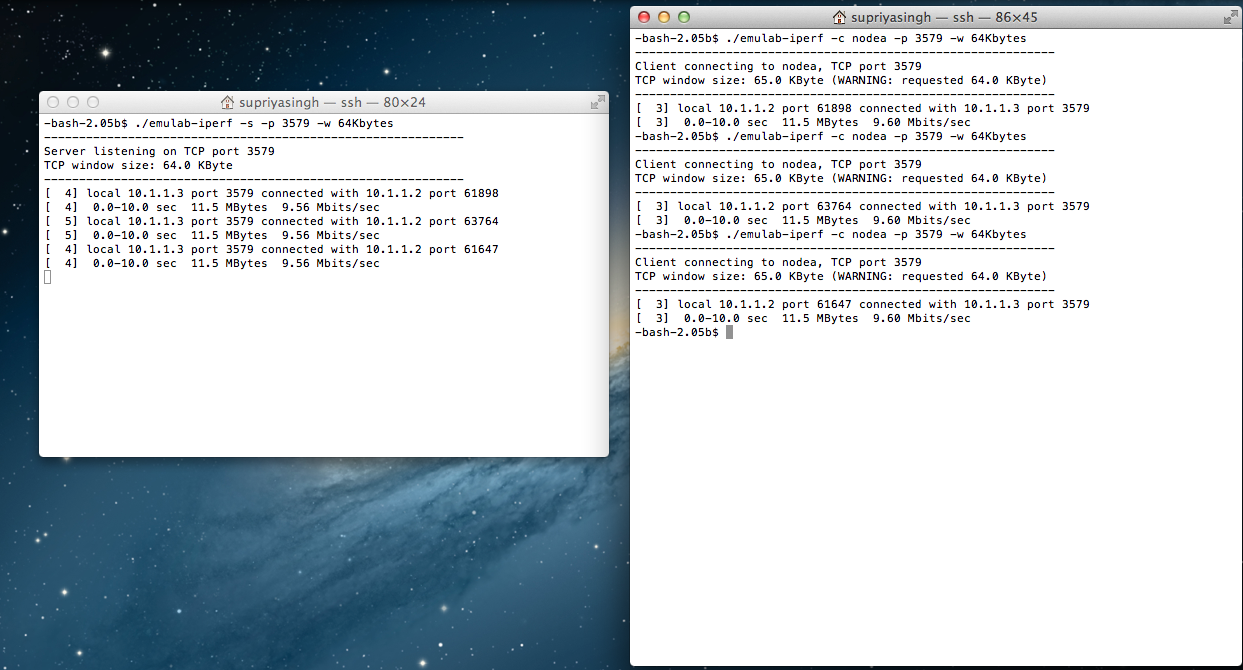 supriyasingh — ssh — 80×24
-bash-2.05b$ ./emulab-iperf -s -p 3579 -w 64Kbytes
------------------------------------------------------------
Server listening on TCP port 3579
TCP window size: 64.0 KByte
------------------------------------------------------------
[  4] local 10.1.1.3 port 3579 connected with 10.1.1.2 port 61898
[  4]  0.0-10.0 sec  11.5 MBytes  9.56 Mbits/sec
[  5] local 10.1.1.3 port 3579 connected with 10.1.1.2 port 63764
[  5]  0.0-10.0 sec  11.5 MBytes  9.56 Mbits/sec
[  4] local 10.1.1.3 port 3579 connected with 10.1.1.2 port 61647
[  4]  0.0-10.0 sec  11.5 MBytes  9.56 Mbits/sec
supriyasingh — ssh — 86×45
-bash-2.05b$ ./emulab-iperf -c nodea -p 3579 -w 64Kbytes
------------------------------------------------------------
Client connecting to nodea, TCP port 3579
TCP window size: 65.0 KByte (WARNING: requested 64.0 KByte)
------------------------------------------------------------
[  3] local 10.1.1.2 port 61898 connected with 10.1.1.3 port 3579
[  3]  0.0-10.0 sec  11.5 MBytes  9.60 Mbits/sec
-bash-2.05b$ ./emulab-iperf -c nodea -p 3579 -w 64Kbytes
------------------------------------------------------------
Client connecting to nodea, TCP port 3579
TCP window size: 65.0 KByte (WARNING: requested 64.0 KByte)
------------------------------------------------------------
[  3] local 10.1.1.2 port 63764 connected with 10.1.1.3 port 3579
[  3]  0.0-10.0 sec  11.5 MBytes  9.60 Mbits/sec
-bash-2.05b$ ./emulab-iperf -c nodea -p 3579 -w 64Kbytes
------------------------------------------------------------
Client connecting to nodea, TCP port 3579
TCP window size: 65.0 KByte (WARNING: requested 64.0 KByte)
------------------------------------------------------------
[  3] local 10.1.1.2 port 61647 connected with 10.1.1.3 port 3579
[  3]  0.0-10.0 sec  11.5 MBytes  9.60 Mbits/sec
-bash-2.05b$